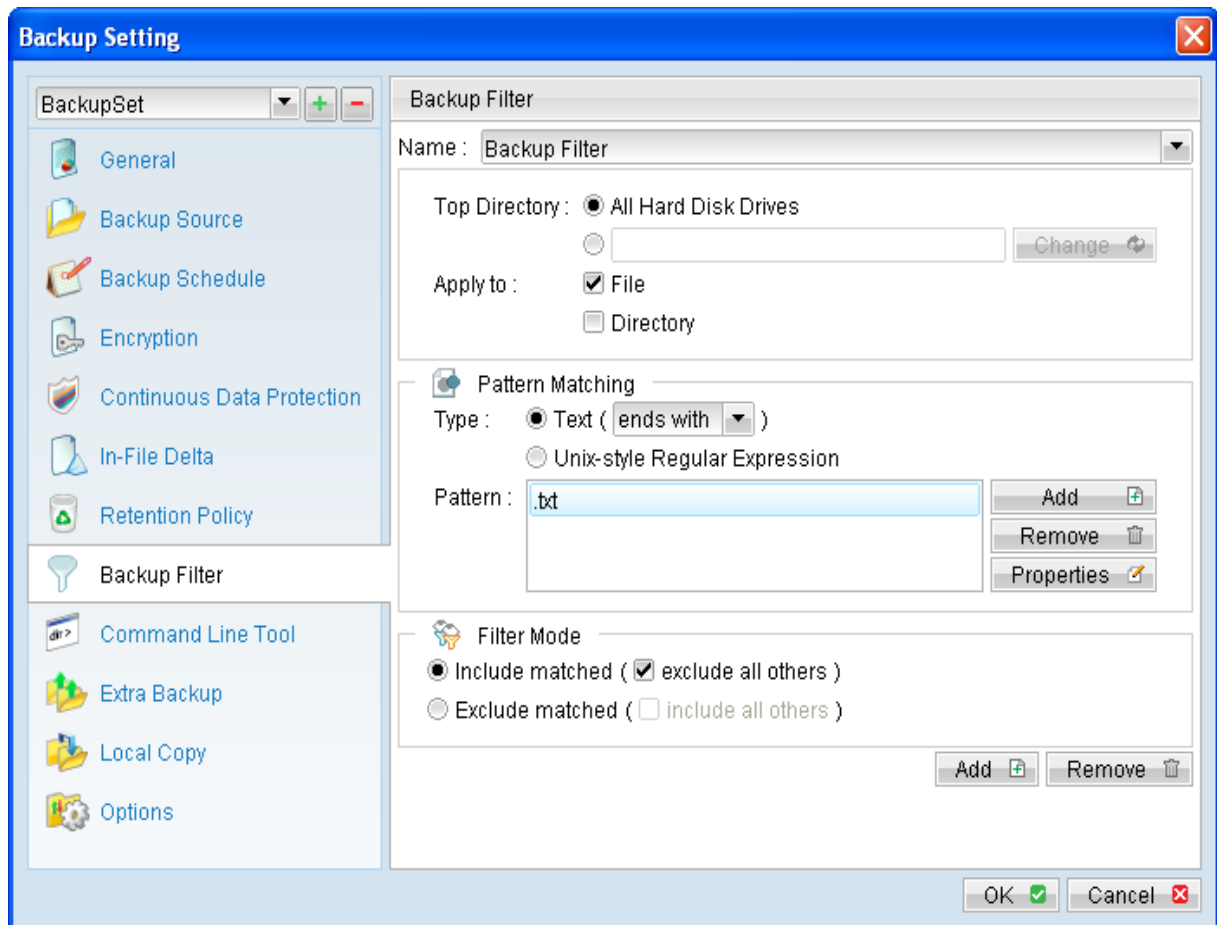 Backup Setting
BackupSet
General
Backup Source
Backup Schedule
Encryption
Continuous Data Protection
In-File Delta
Retention Policy
Backup Filter
dir>
Command Line Tool
Extra Backup
Local Copy
Options
Backup Filter
Name : Backup Filter
Top Directory : All Hard Disk Drives
Change
Apply to : File
Directory
Pattern Matching
Type : Text ( ends with )
Unix-style Regular Expression
Pattern : .txt
Add
Remove
Properties
Filter Mode
Include matched ( exclude all others )
Exclude matched ( include all others )
Add Remove
OK Cancel